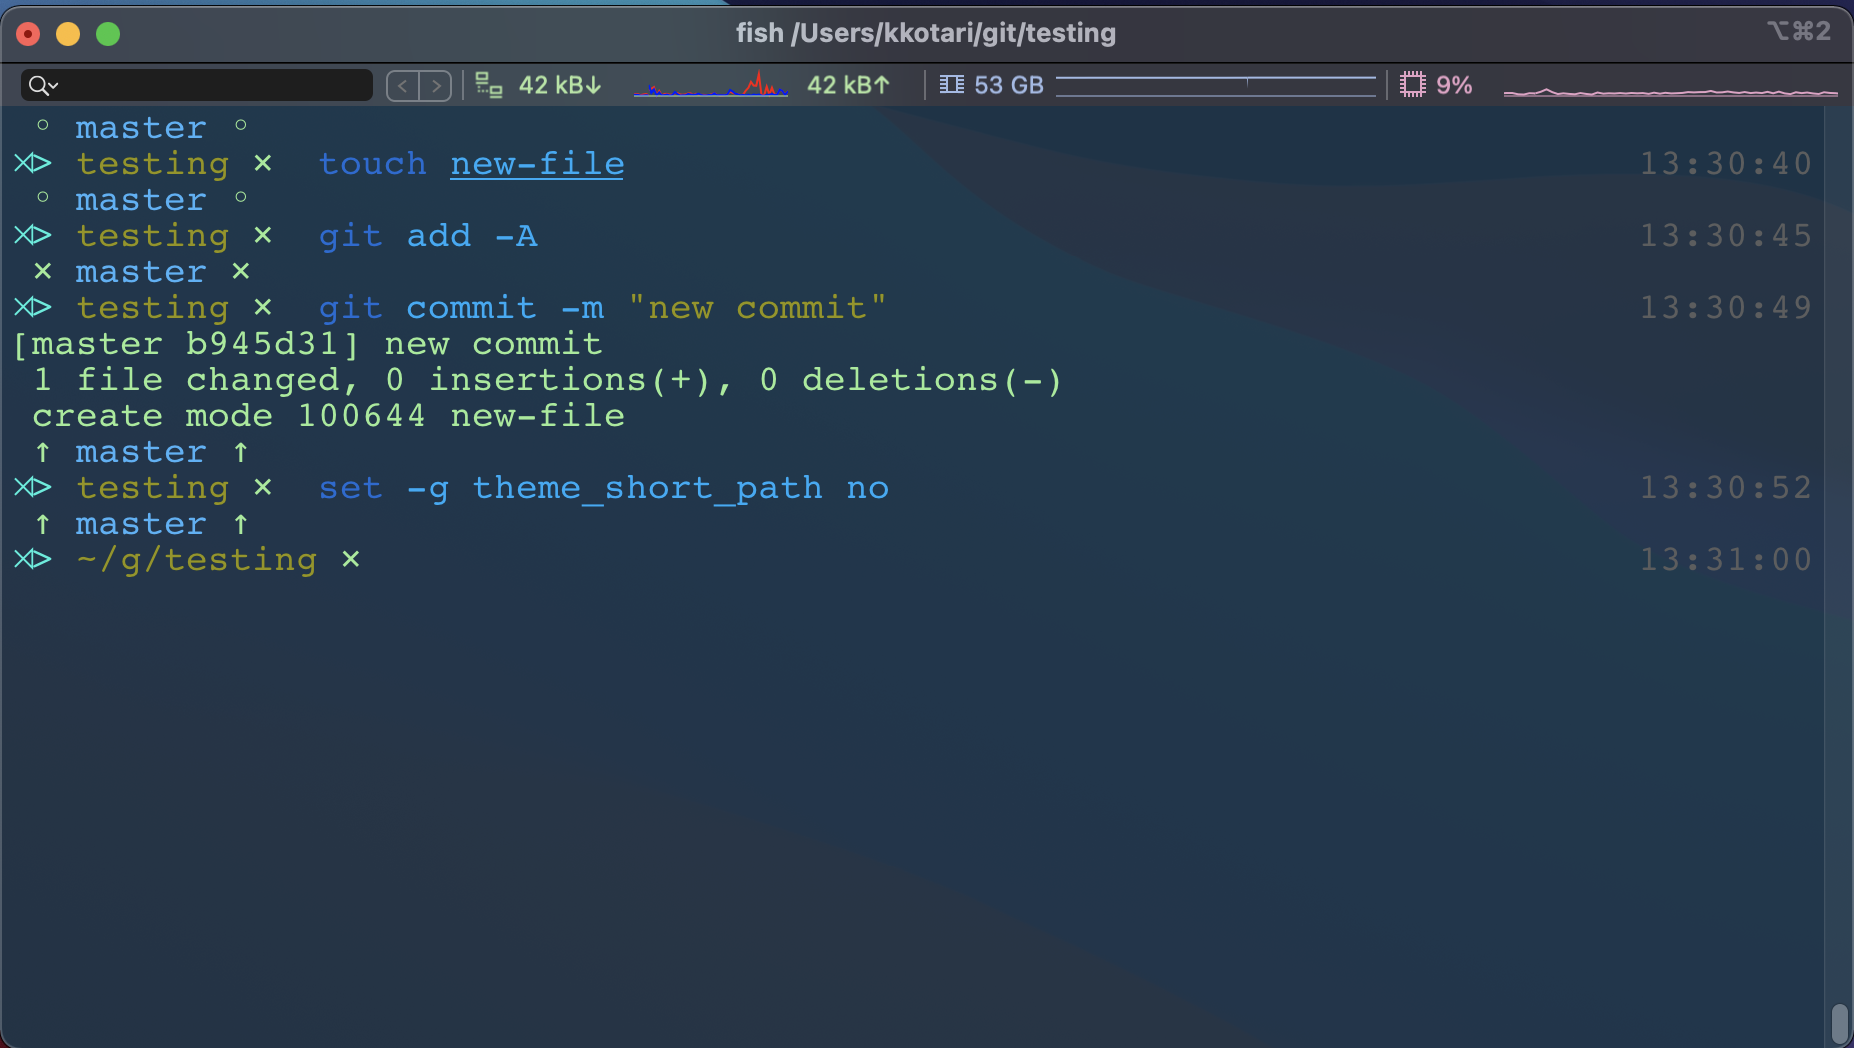 fish /Users/kkotari/git/testing
⌥⌘2
42 kB↓ 42 kB↑ 53 GB 9%
◦ master ◦
⋊> testing × touch new-file 13:30:40
◦ master ◦
⋊> testing × git add -A 13:30:45
× master ×
⋊> testing × git commit -m "new commit" 13:30:49
[master b945d31] new commit
1 file changed, 0 insertions(+), 0 deletions(-)
create mode 100644 new-file
↑ master ↑
⋊> testing × set -g theme_short_path no 13:30:52
↑ master ↑
⋊> ~/g/testing × 13:31:00